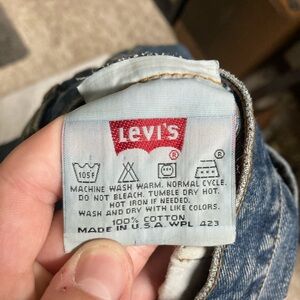 LEVI'S
®
®
105F
MACHINE WASH WARM. NORMAL CYCLE.
DO NOT BLEACH. TUMBLE DRY HOT.
HOT IRON IF NEEDED.
WASH AND DRY WITH LIKE COLORS.
100% COTTON
MADE IN U.S.A. WPL 423